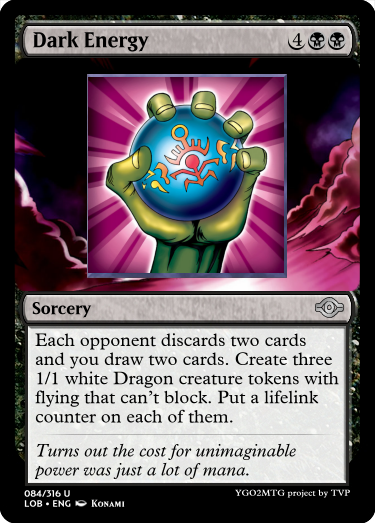 Dark Energy 4
Sorcery
Each opponent discards two cards
and you draw two cards. Create three
1/1 white Dragon creature tokens with
flying that can't block. Put a lifelink
counter on each of them.
Turns out the cost for unimaginable
power was just a lot of mana.
084/316 U
LOB • ENG KONAMI
YGO2MTG project by TVP